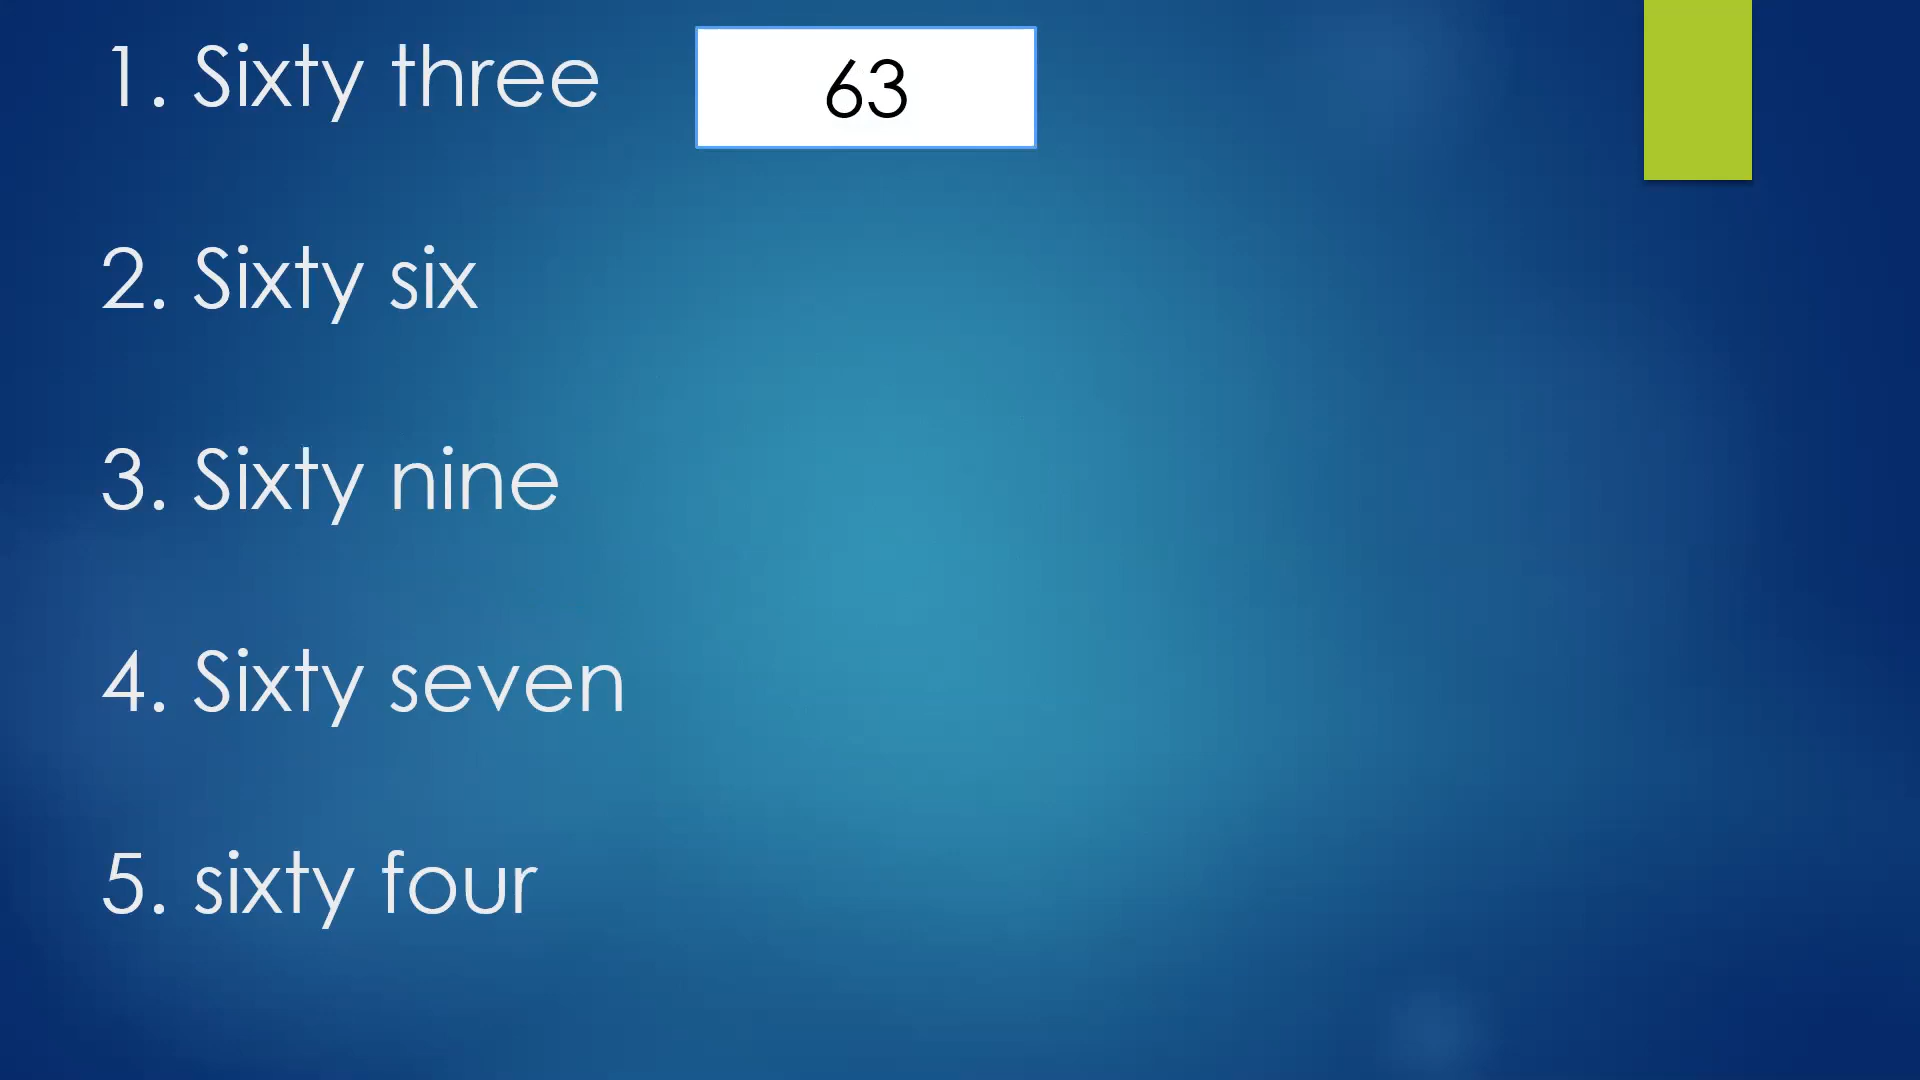 1. Sixty three 63
2. Sixty six
3. Sixty nine
4. Sixty seven
5. sixty four